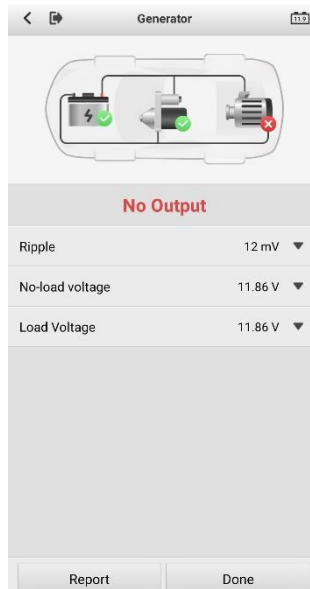 Generator
11.9
No Output
Ripple 12 mV
No-load voltage 11.86 V
Load Voltage 11.86 V
Report Done